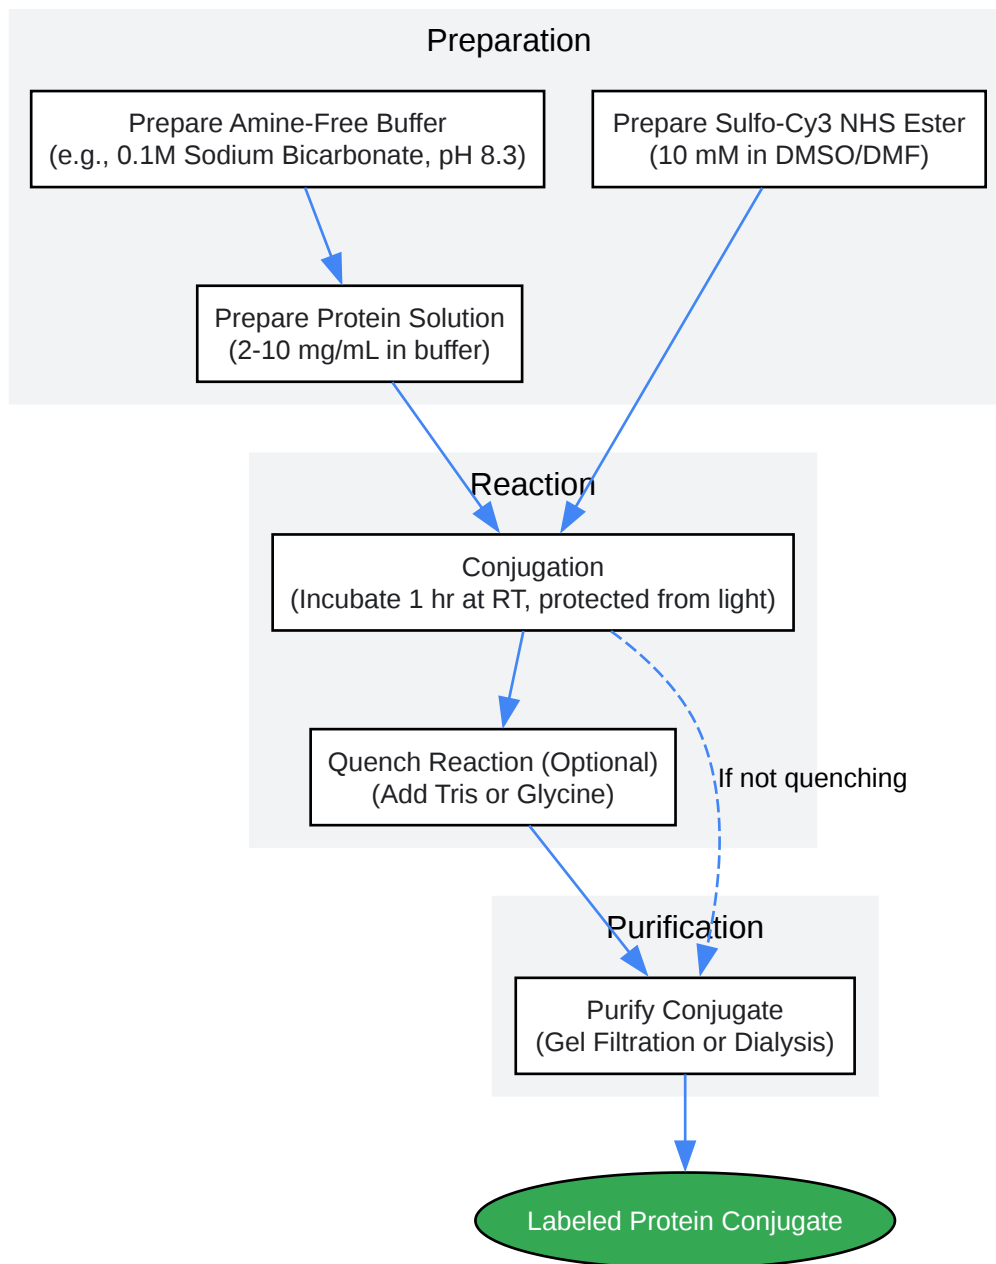 Preparation
Prepare Amine-Free Buffer
(e.g., 0.1M Sodium Bicarbonate, pH 8.3)
Prepare Sulfo-Cy3 NHS Ester
(10 mM in DMSO/DMF)
Prepare Protein Solution
(2-10 mg/mL in buffer)
Reaction
Conjugation
(Incubate 1 hr at RT, protected from light)
Quench Reaction (Optional)
(Add Tris or Glycine)
If not quenching
Purification
Purify Conjugate
(Gel Filtration or Dialysis)
Labeled Protein Conjugate